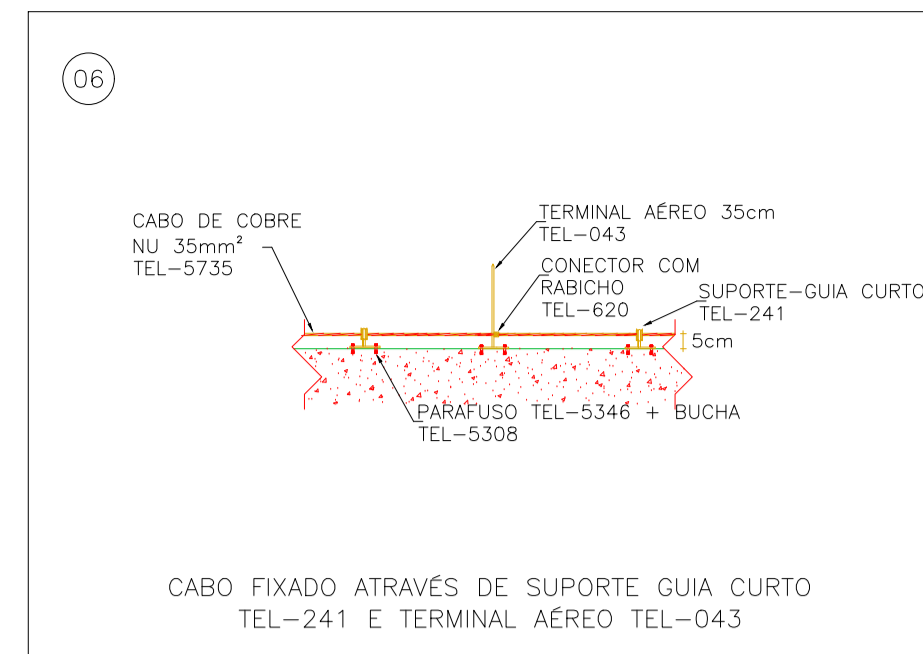 06
CABO DE COBRE
NU 35mm²
TEL-5735
TERMINAL AÉREO 35cm
TEL-043
CONECTOR COM
RABICHO
TEL-620
SUPORTE-GUIA CURTO
TEL-241
5cm
PARAFUSO TEL-5346 + BUCHA
TEL-5308
CABO FIXADO ATRAVÉS DE SUPORTE GUIA CURTO
TEL-241 E TERMINAL AÉREO TEL-043